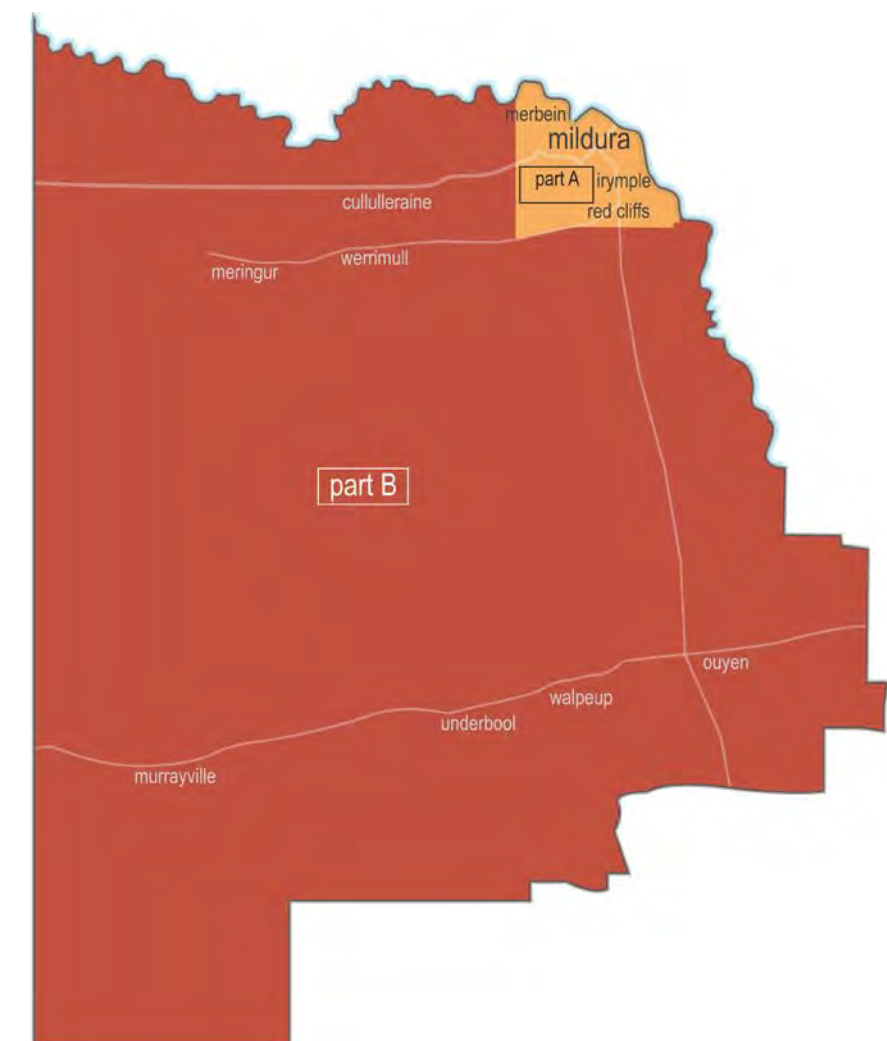 merbein
mildura
part A
irymple
cullulleraine
red cliffs
werrimull
meringur
part B
ouyen
walpeup
underbool
murrayville